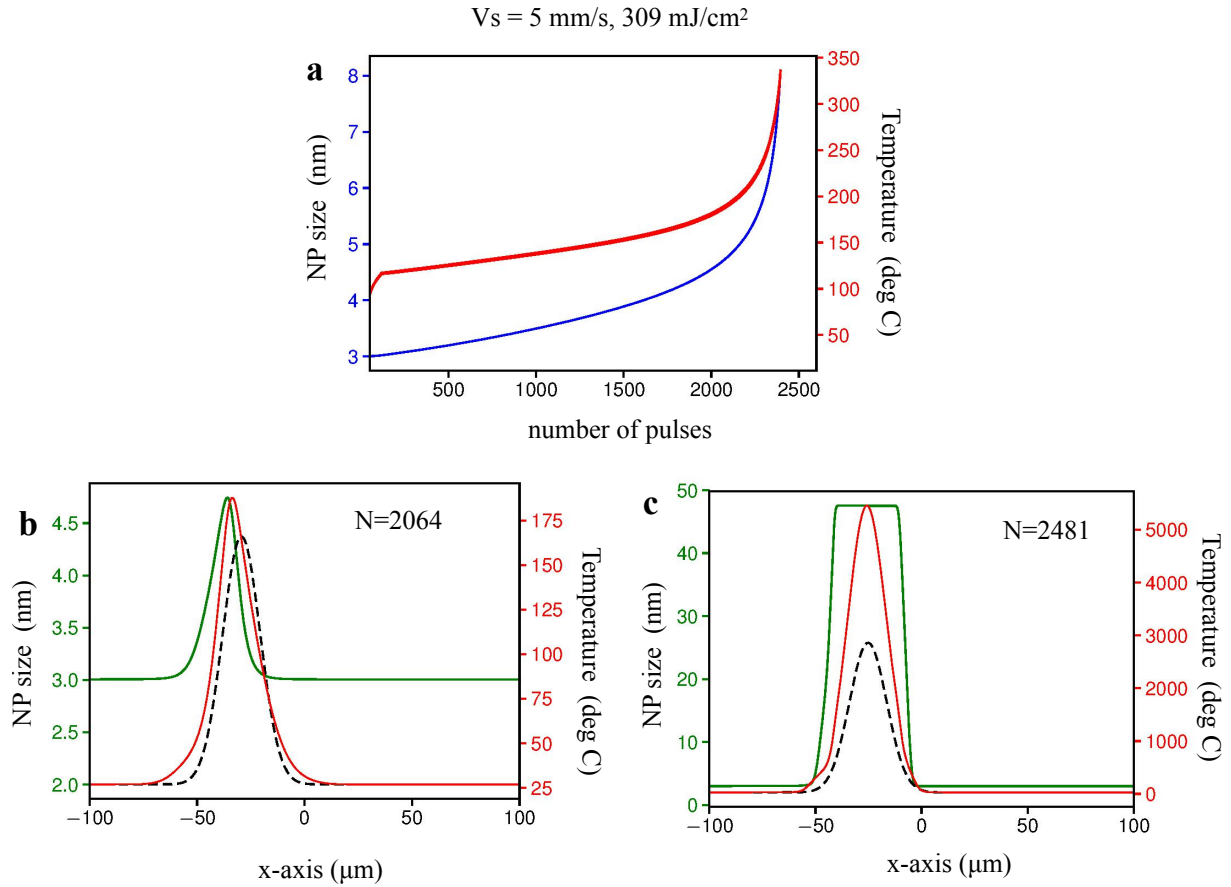 Vs = 5 mm/s, 309 mJ/cm²
a
8
7
6
5
4
3
NP size (nm)
350
300
250
200
150
100
50
Temperature (deg C)
500 1000 1500 2000 2500
number of pulses
b
N=2064
4.5
4.0
3.5
3.0
2.5
2.0
NP size (nm)
175
150
125
100
75
50
25
Temperature (deg C)
−100 −50 0 50 100
x-axis (μm)
c
N=2481
50
40
30
20
10
0
NP size (nm)
5000
4000
3000
2000
1000
0
Temperature (deg C)
−100 −50 0 50 100
x-axis (μm)